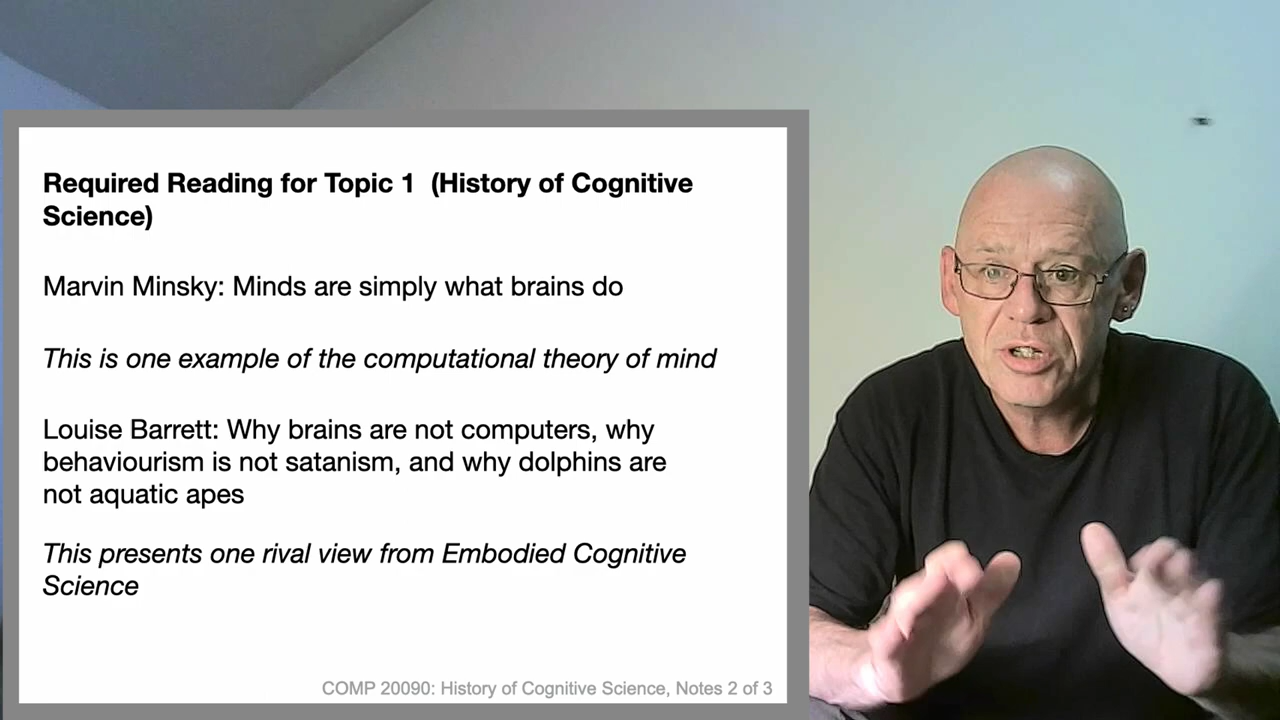 Required Reading for Topic 1 (History of Cognitive
Science)
Marvin Minsky: Minds are simply what brains do
This is one example of the computational theory of mind
Louise Barrett: Why brains are not computers, why
behaviourism is not satanism, and why dolphins are
not aquatic apes
This presents one rival view from Embodied Cognitive
Science
COMP 20090: History of Cognitive Science, Notes 2 of 3